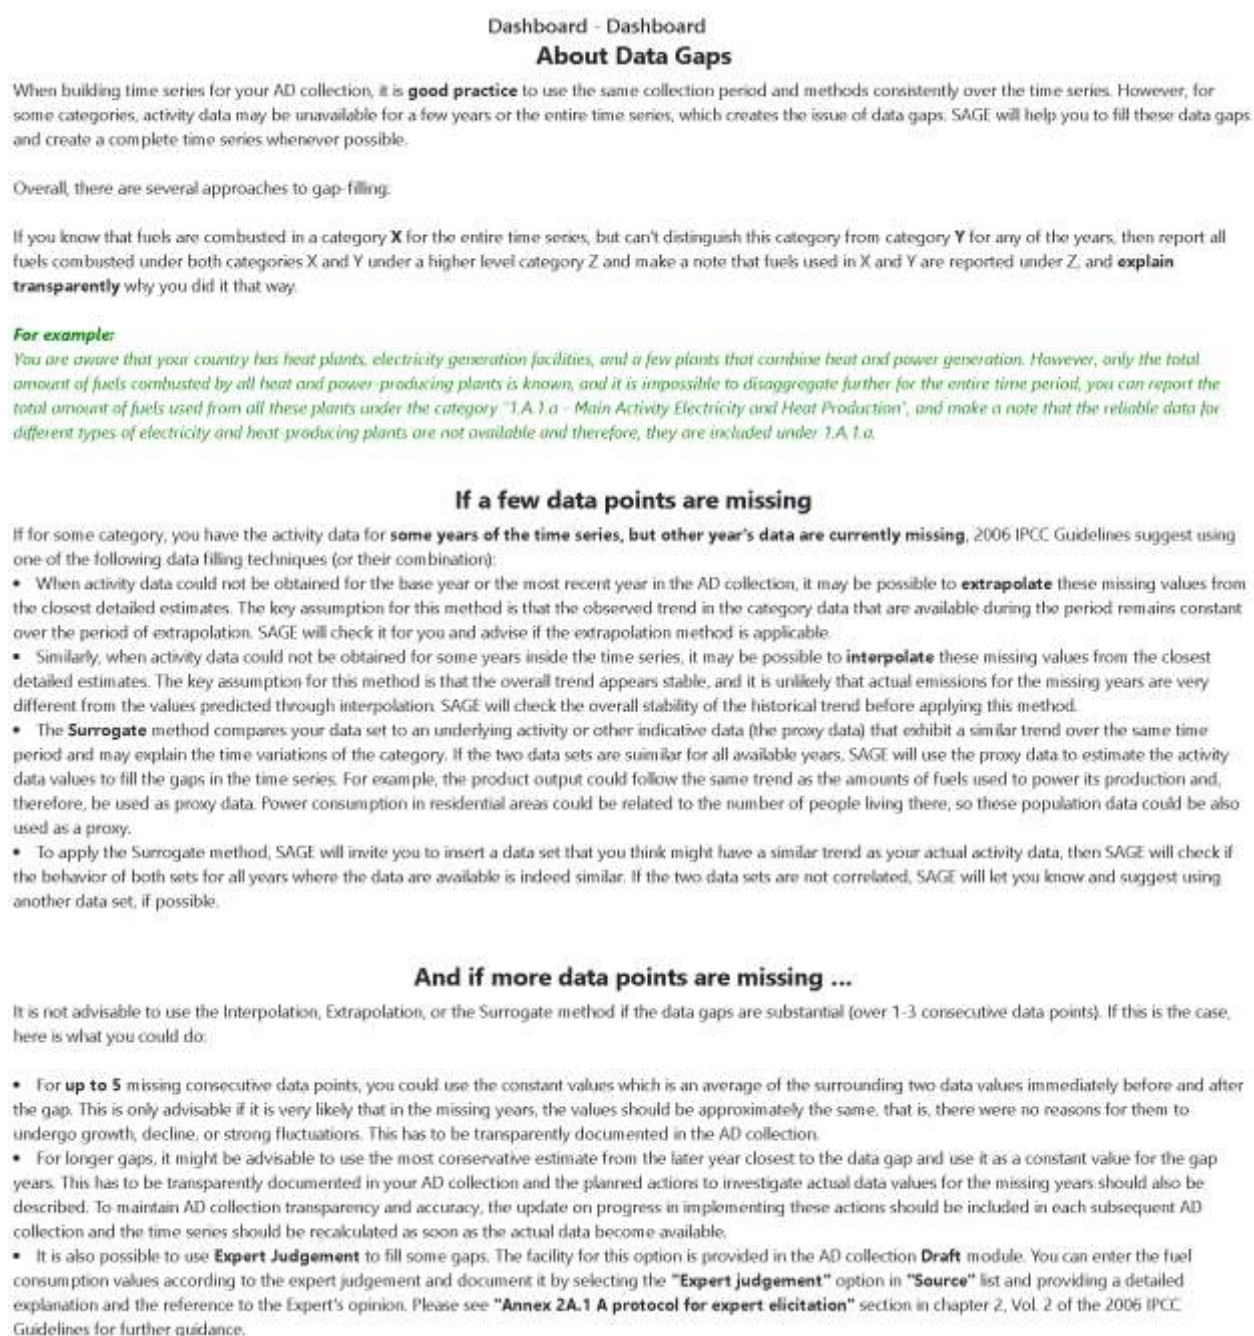 Dashboard - Dashboard
About Data Gaps
When building time series for your AD collection, it is good practice to use the same collection period and methods consistently over the time series. However, for
some categories, activity data may be unavailable for a few years or the entire time series, which creates the issue of data gaps. SAGE will help you to fill these data gaps
and create a complete time series whenever possible.
Overall, there are several approaches to gap-filling:
If you know that fuels are combusted in a category X for the entire time series, but can't distinguish this category from category Y for any of the years, then report all
fuels combusted under both categories X and Y under a higher level category Z and make a note that fuels used in X and Y are reported under Z, and explain
transparently why you did it that way.
For example:
You are aware that your country has heat plants, electricity generation facilities, and a few plants that combine heat and power generation. However, only the total
amount of fuels combusted by all heat and power-producing plants is known, and it is impossible to disaggregate further for the entire time period, you can report the
total amount of fuels used from all these plants under the category "1.A.1.a - Main Activity Electricity and Heat Production", and make a note that the reliable data for
different types of electricity and heat-producing plants are not available and therefore, they are included under 1.A.1.a.
If a few data points are missing
If for some category, you have the activity data for some years of the time series, but other year's data are currently missing, 2006 IPCC Guidelines suggest using
one of the following data filling techniques (or their combination):
• When activity data could not be obtained for the base year or the most recent year in the AD collection, it may be possible to extrapolate these missing values from
the closest detailed estimates. The key assumption for this method is that the observed trend in the category data that are available during the period remains constant
over the period of extrapolation. SAGE will check it for you and advise if the extrapolation method is applicable.
• Similarly, when activity data could not be obtained for some years inside the time series, it may be possible to interpolate these missing values from the closest
detailed estimates. The key assumption for this method is that the overall trend appears stable, and it is unlikely that actual emissions for the missing years are very
different from the values predicted through interpolation. SAGE will check the overall stability of the historical trend before applying this method.
• The Surrogate method compares your data set to an underlying activity or other indicative data (the proxy data) that exhibit a similar trend over the same time
period and may explain the time variations of the category. If the two data sets are suimilar for all available years, SAGE will use the proxy data to estimate the activity
data values to fill the gaps in the time series. For example, the product output could follow the same trend as the amounts of fuels used to power its production and,
therefore, be used as proxy data. Power consumption in residential areas could be related to the number of people living there, so these population data could be also
used as a proxy.
• To apply the Surrogate method, SAGE will invite you to insert a data set that you think might have a similar trend as your actual activity data, then SAGE will check if
the behavior of both sets for all years where the data are available is indeed similar. If the two data sets are not correlated, SAGE will let you know and suggest using
another data set, if possible.
And if more data points are missing ...
It is not advisable to use the Interpolation, Extrapolation, or the Surrogate method if the data gaps are substantial (over 1-3 consecutive data points). If this is the case,
here is what you could do:
• For up to 5 missing consecutive data points, you could use the constant values which is an average of the surrounding two data values immediately before and after
the gap. This is only advisable if it is very likely that in the missing years, the values should be approximately the same, that is, there were no reasons for them to
undergo growth, decline, or strong fluctuations. This has to be transparently documented in the AD collection.
• For longer gaps, it might be advisable to use the most conservative estimate from the later year closest to the data gap and use it as a constant value for the gap
years. This has to be transparently documented in your AD collection and the planned actions to investigate actual data values for the missing years should also be
described. To maintain AD collection transparency and accuracy, the update on progress in implementing these actions should be included in each subsequent AD
collection and the time series should be recalculated as soon as the actual data become available.
• It is also possible to use Expert Judgement to fill some gaps. The facility for this option is provided in the AD collection Draft module. You can enter the fuel
consumption values according to the expert judgement and document it by selecting the "Expert judgement" option in "Source" list and providing a detailed
explanation and the reference to the Expert's opinion. Please see "Annex 2A.1 A protocol for expert elicitation" section in chapter 2, Vol. 2 of the 2006 IPCC
Guidelines for further guidance.